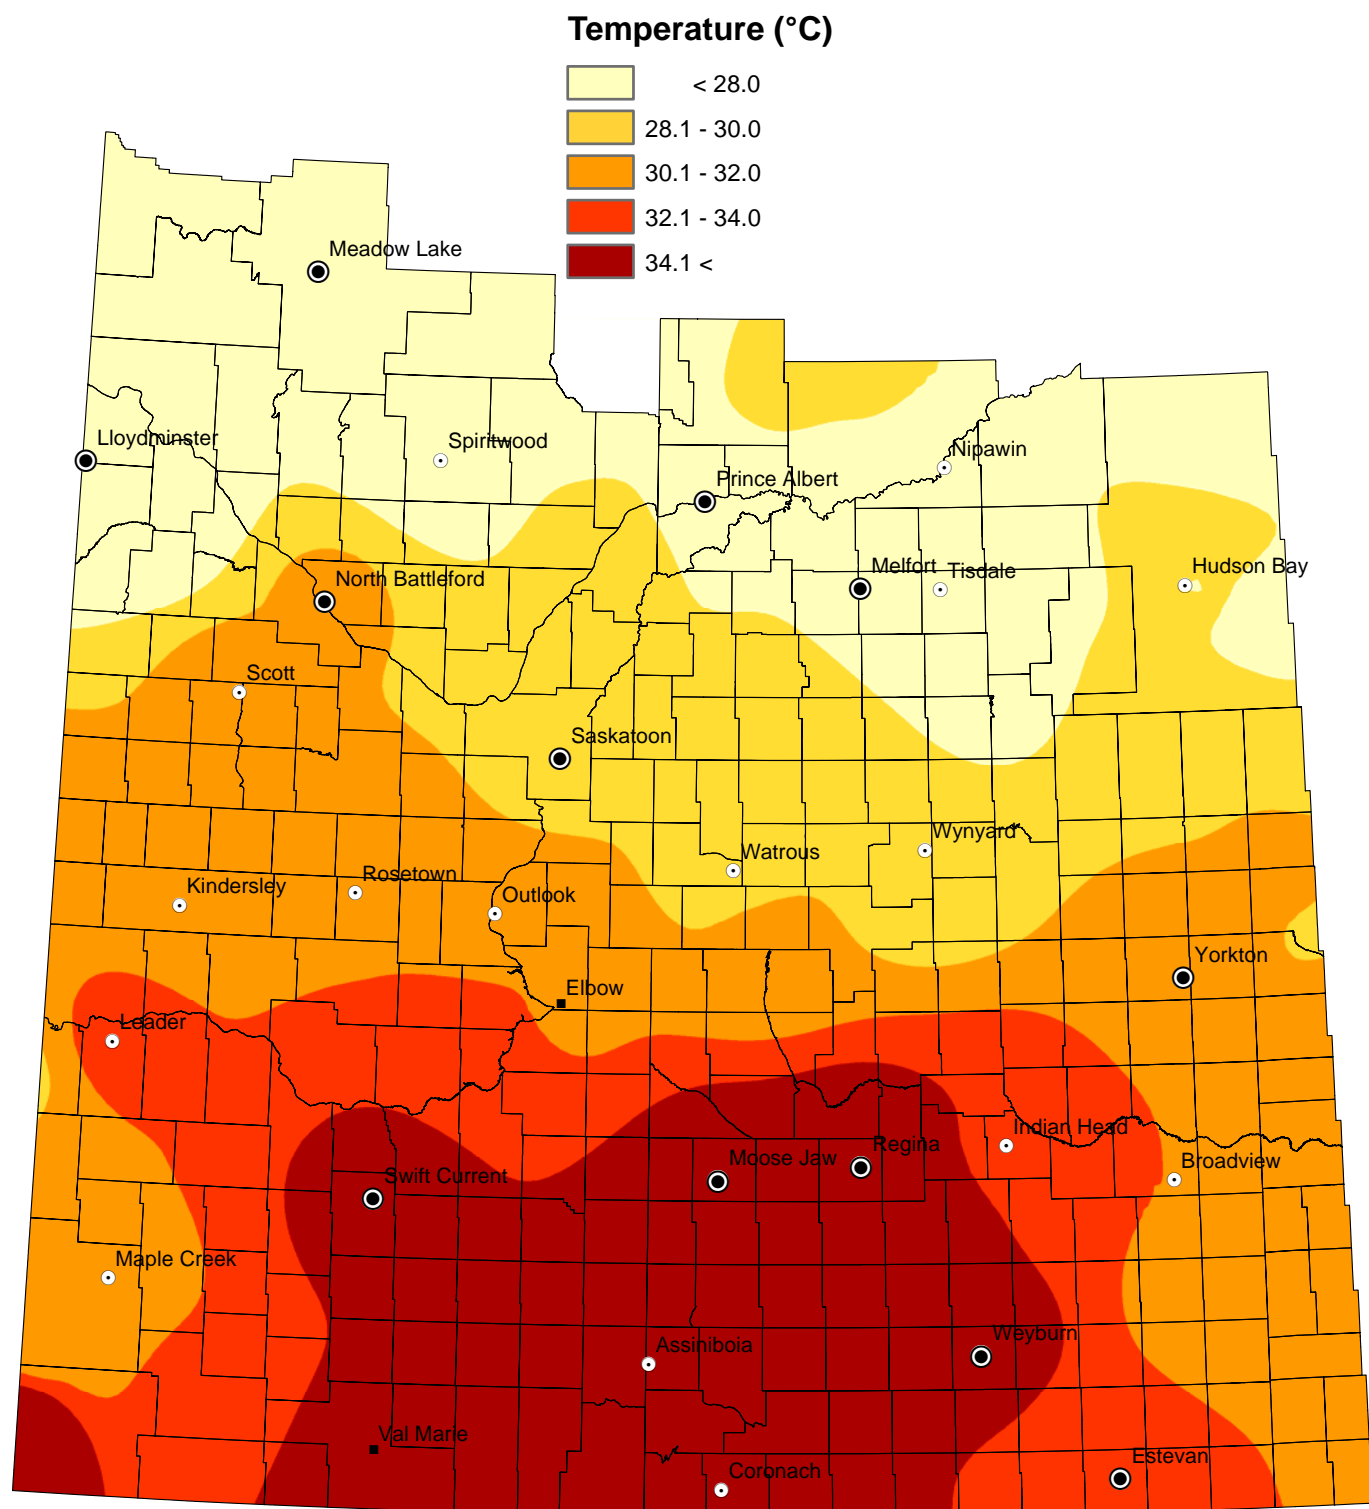 Temperature (°C)
< 28.0
28.1 - 30.0
30.1 - 32.0
32.1 - 34.0
34.1 <
Meadow Lake
Lloydminster
Spiritwood
Nipawin
Prince Albert
North Battleford
Melfort
Tisdale
Hudson Bay
Scott
Saskatoon
Watrous
Wynyard
Kindersley
Rosetown
Outlook
Yorkton
Elbow
Leader
Indian Head
Moose Jaw
Regina
Swift Current
Broadview
Maple Creek
Assiniboia
Weyburn
Val Marie
Coronach
Estevan